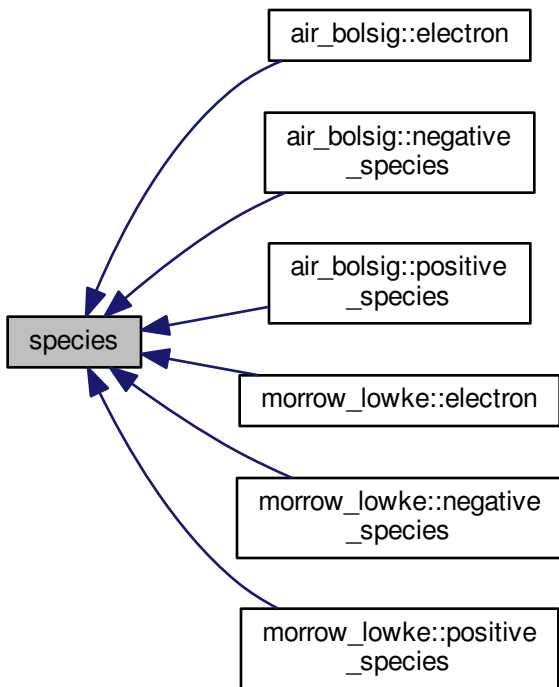 air_bolsig::electron
air_bolsig::negative
_species
air_bolsig::positive
_species
species
morrow_lowke::electron
morrow_lowke::negative
_species
morrow_lowke::positive
_species